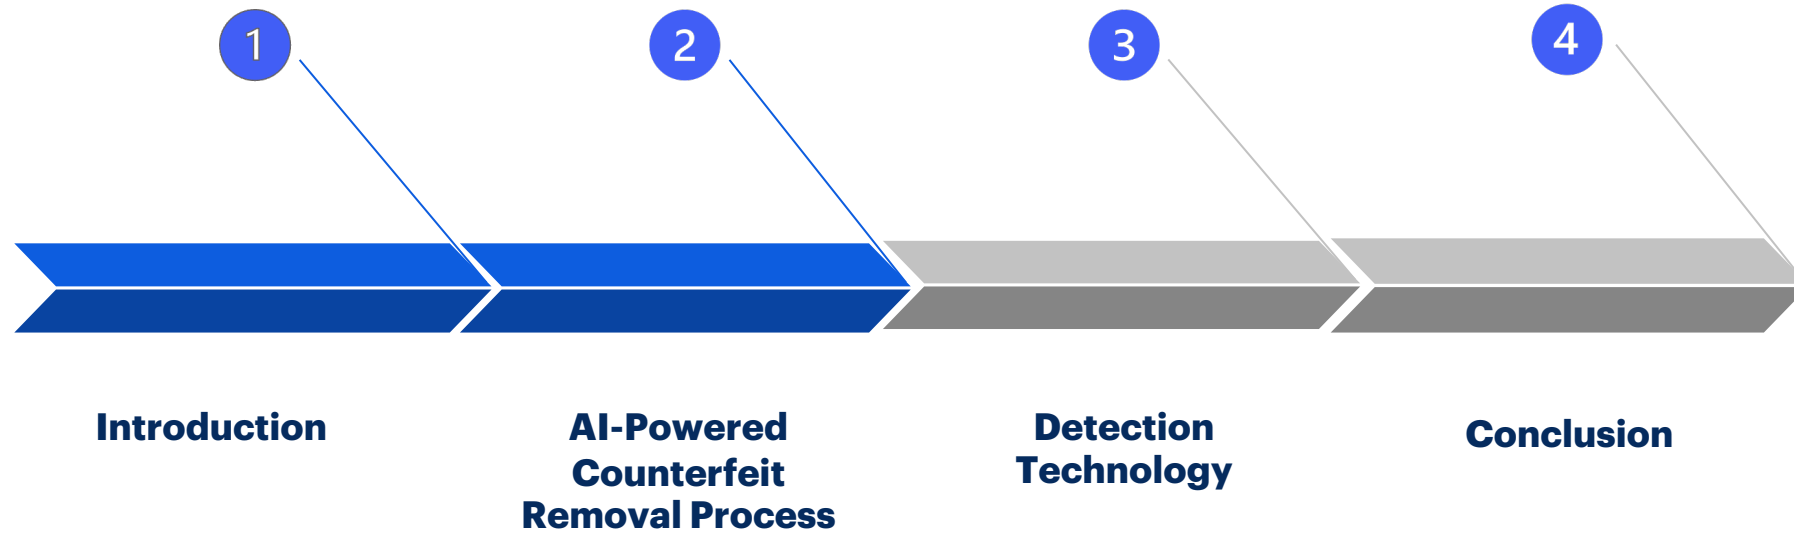 1
2
3
4
Introduction
AI-Powered
Counterfeit
Removal Process
Detection
Technology
Conclusion